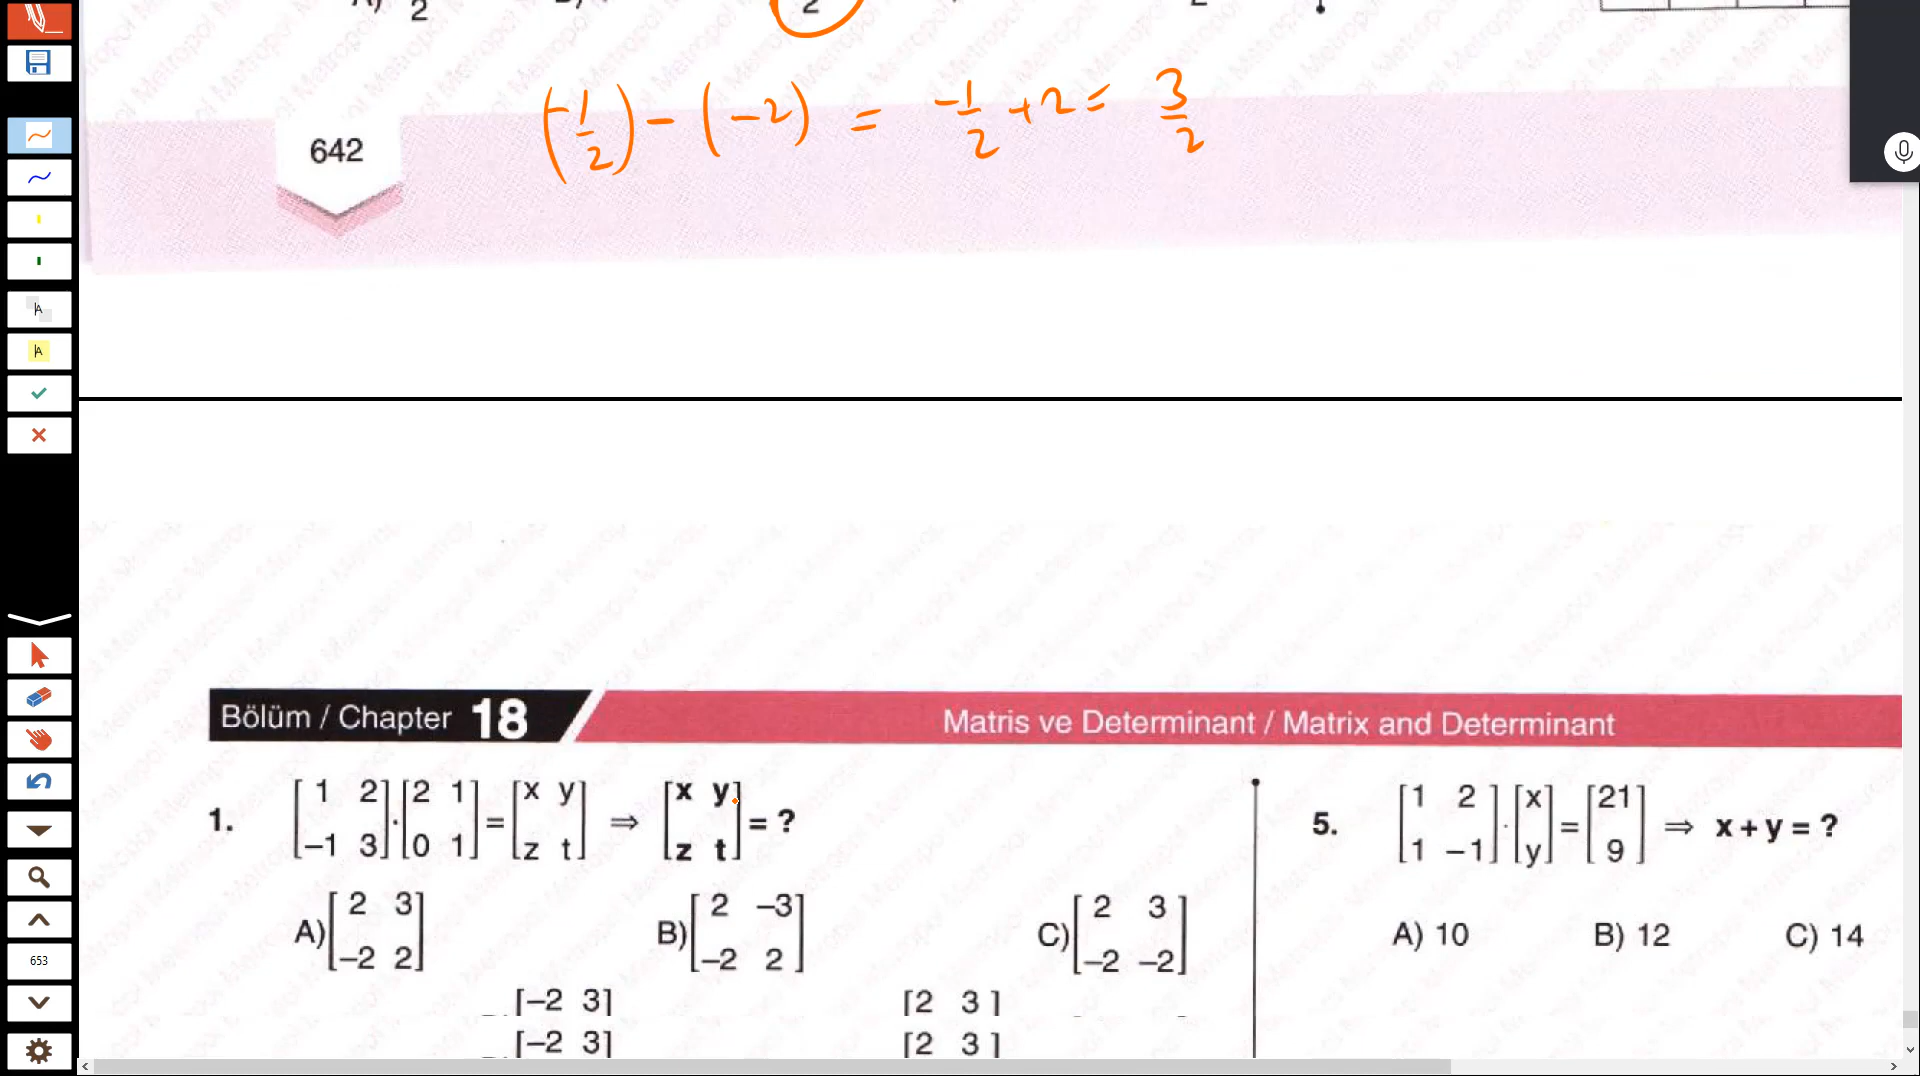 2
2
(-1/2) - (-2) = -1/2 + 2 = 3/2
642
Bölüm / Chapter 18
Matris ve Determinant / Matrix and Determinant
1. [1 2 –1 3] · [2 1 0 1] = [x y z t] ⇒ [x y z t] = ?
A) [2 3 –2 2]
B) [2 –3 –2 2]
C) [2 3 –2 –2]
[–2 3]
[2 3]
[–2 3]
[2 3]
5. [1 2 1 –1] · [x y] = [21 9] ⇒ x + y = ?
A) 10
B) 12
C) 14
A
A
653